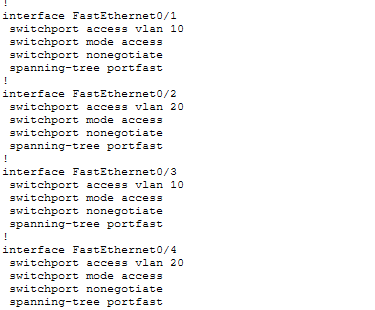 !
interface FastEthernet0/1
 switchport access vlan 10
 switchport mode access
 switchport nonegotiate
 spanning-tree portfast
!
interface FastEthernet0/2
 switchport access vlan 20
 switchport mode access
 switchport nonegotiate
 spanning-tree portfast
!
interface FastEthernet0/3
 switchport access vlan 10
 switchport mode access
 switchport nonegotiate
 spanning-tree portfast
!
interface FastEthernet0/4
 switchport access vlan 20
 switchport mode access
 switchport nonegotiate
 spanning-tree portfast